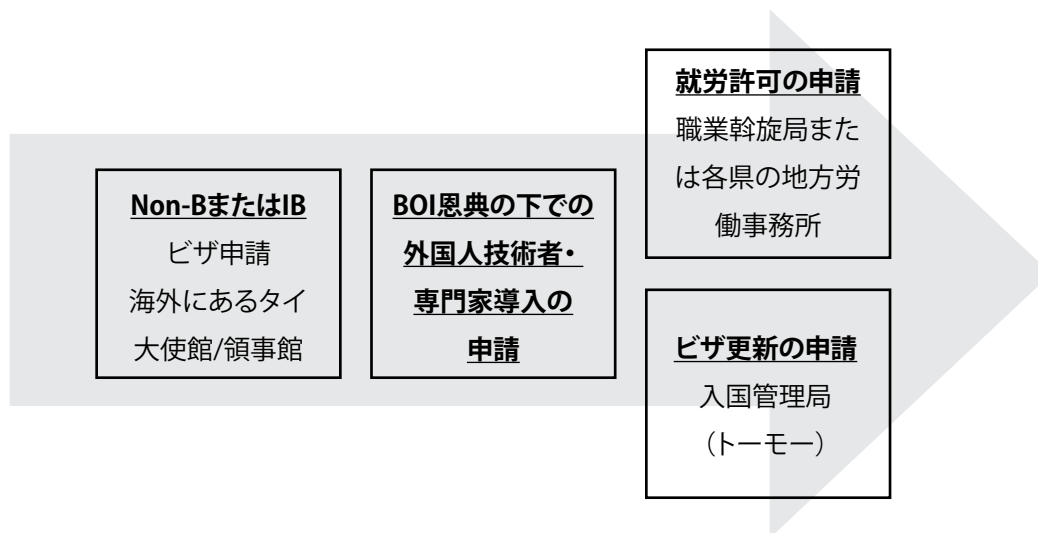 Non-BまたはIB
ビザ申請
海外にあるタイ
大使館/領事館
BOI恩典の下での
外国人技術者・
専門家導入の
申請
就労許可の申請
職業斡旋局また
は各県の地方労
働事務所
ビザ更新の申請
入国管理局
（トーモー）